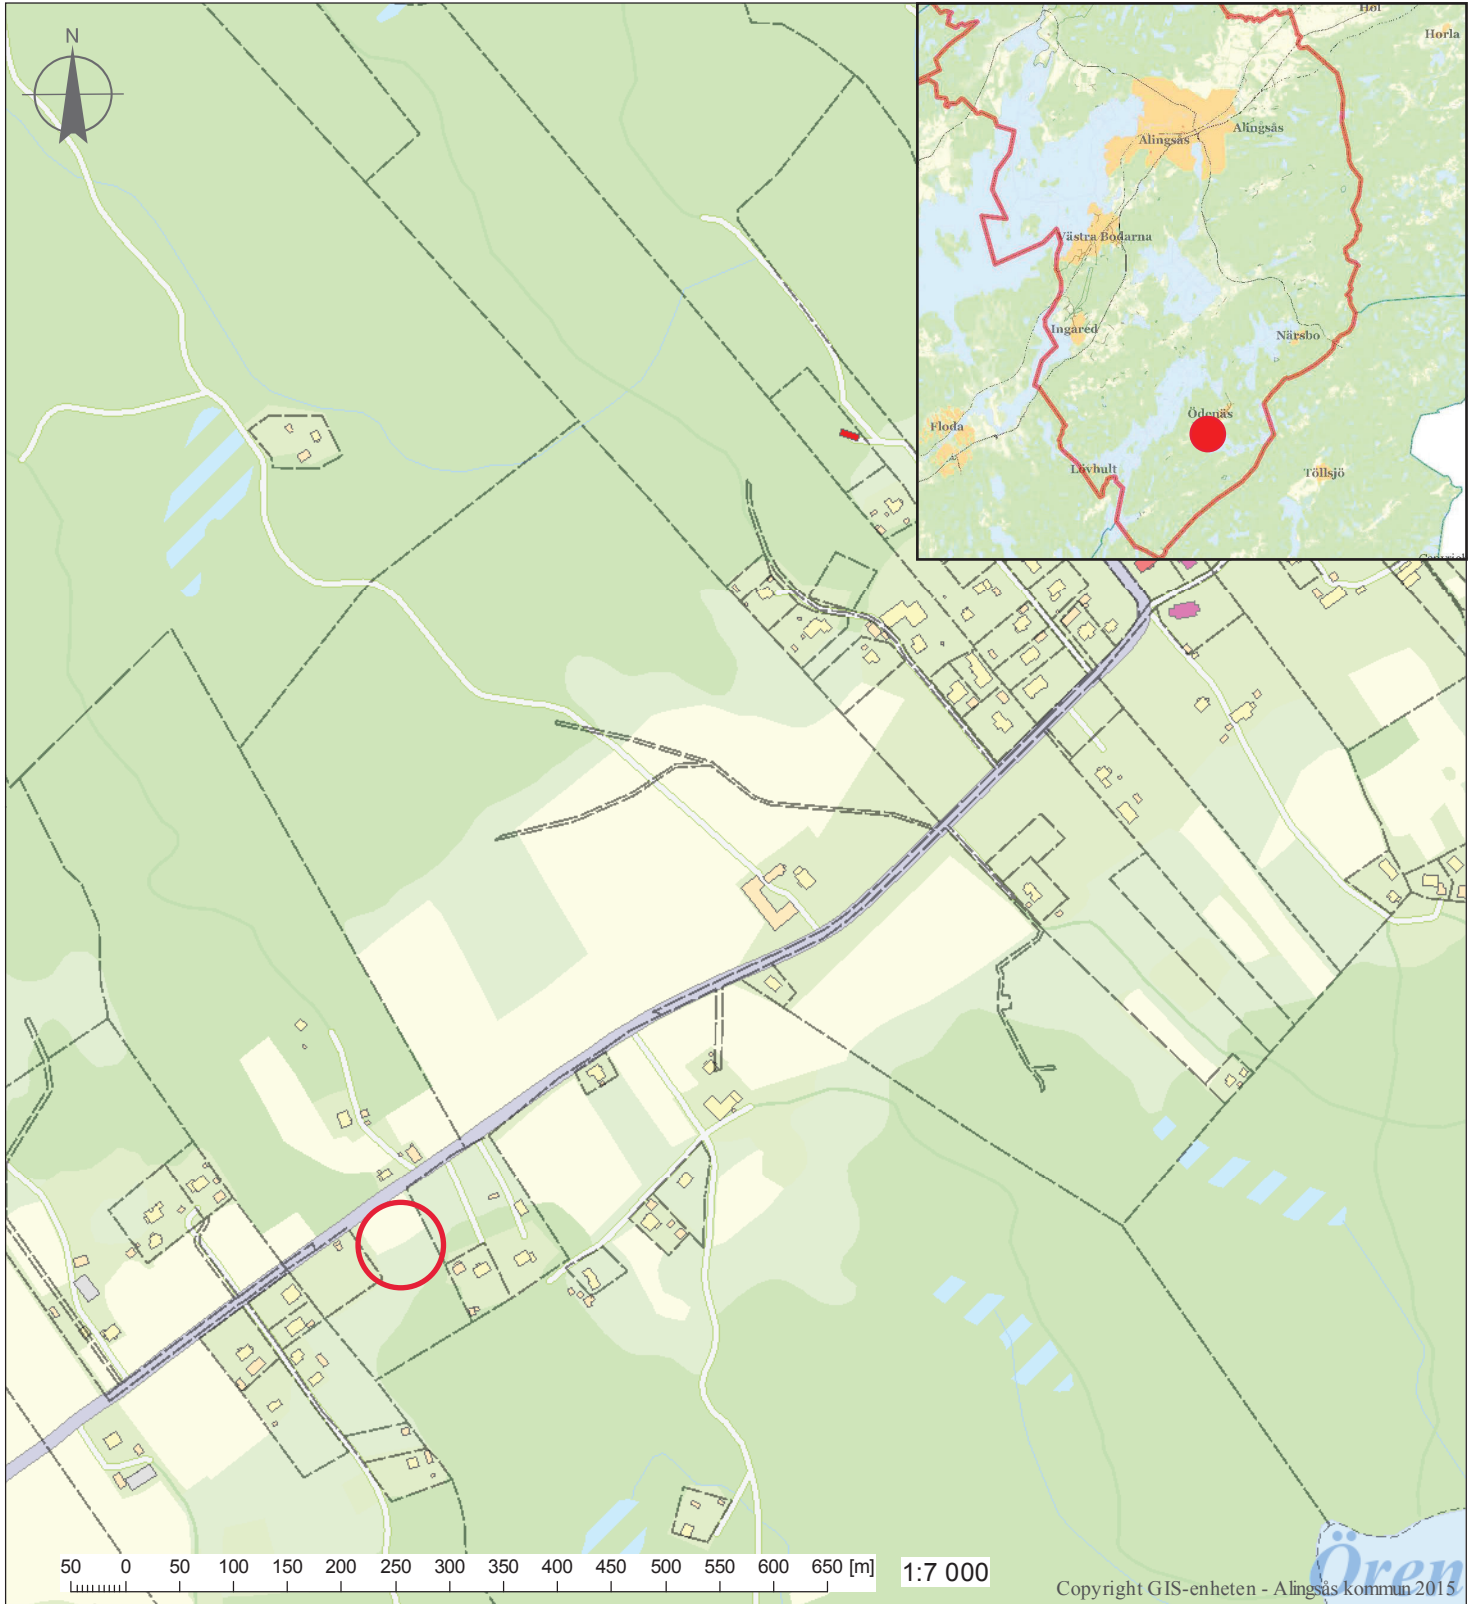 N
Hol
Horla
Alingsås
Alingsås
Västra Bodarna
Ingared
Närsbo
Ödenäs
Floda
Lövhult
Töllsjö
50 0 50 100 150 200 250 300 350 400 450 500 550 600 650 [m]
1:7 000
Ören
Copyright GIS-enheten - Alingsås kommun 2015